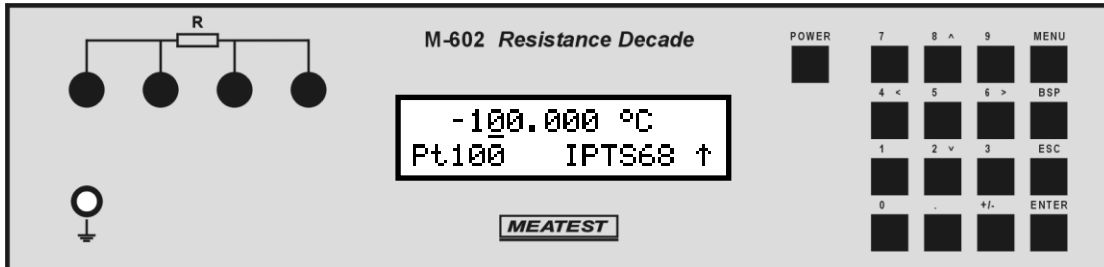 R
M-602 Resistance Decade
-100.000 °C
Pt100 IPTS68 ↑
MEATEST
POWER
7 8 ^ 9 MENU
4 < 5 6 > BSP
1 2 v 3 ESC
0 . +/- ENTER